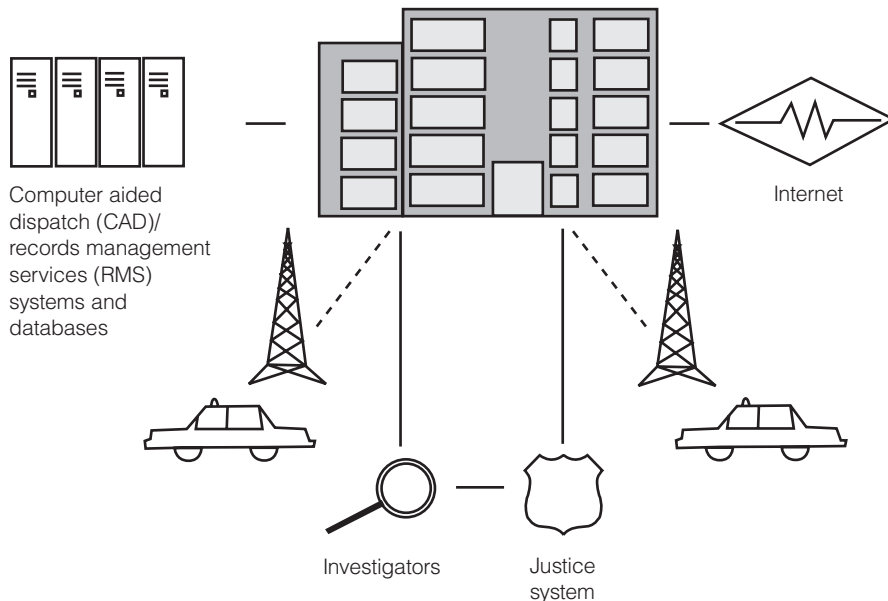 Computer aided
dispatch (CAD)/
records management
services (RMS)
systems and
databases
Internet
Investigators
Justice
system